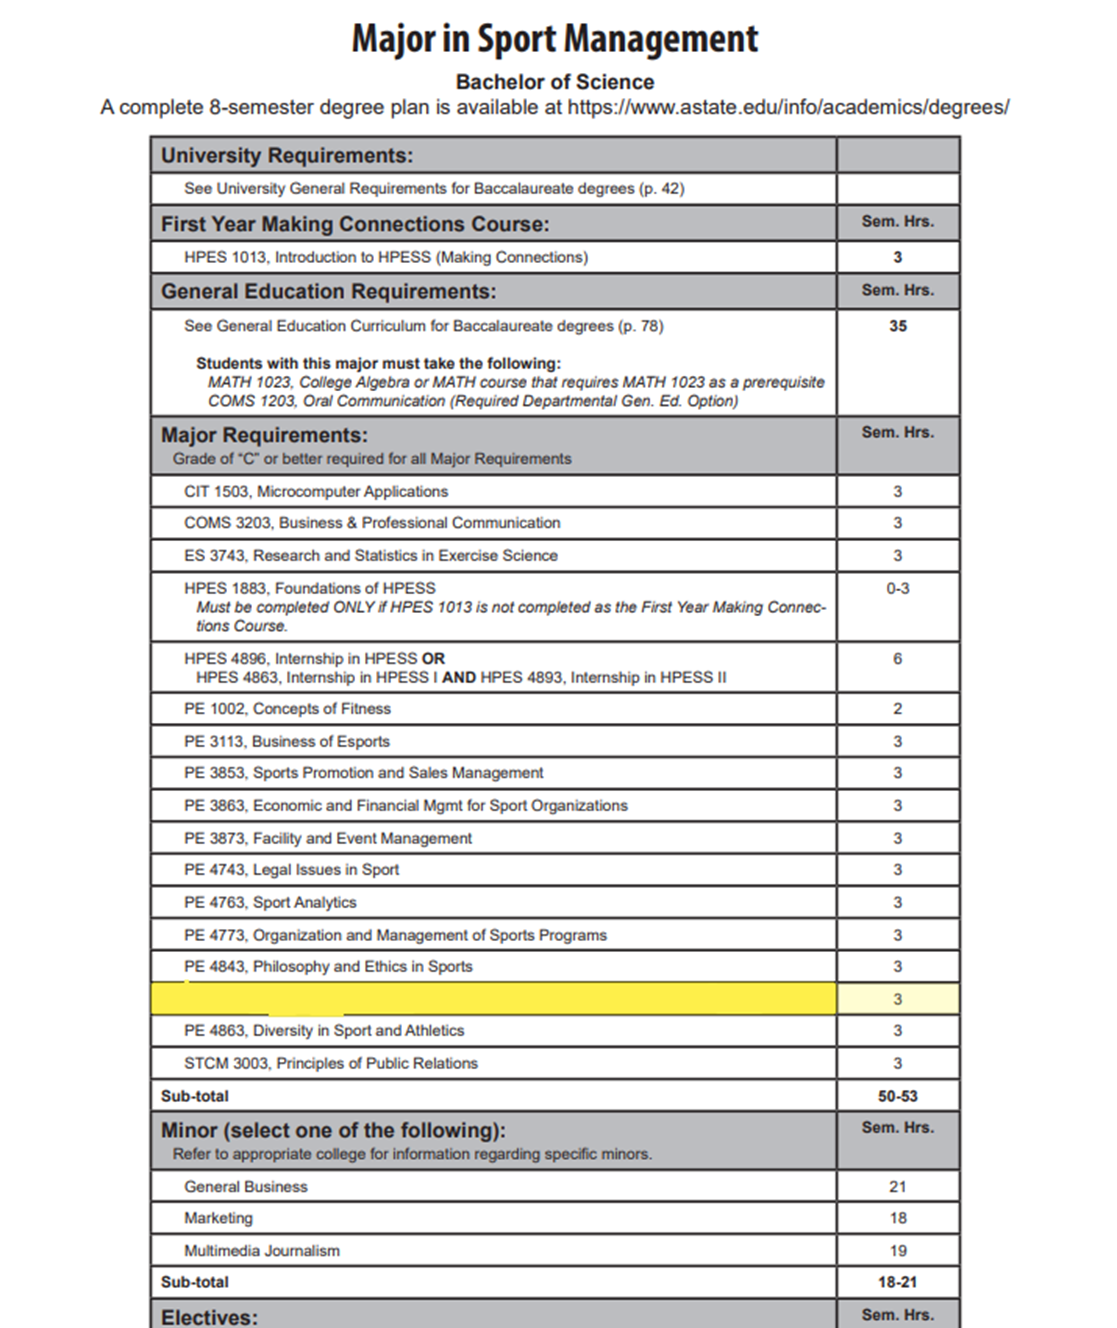 Major in Sport Management
Bachelor of Science
A complete 8-semester degree plan is available at https://www.astate.edu/info/academics/degrees/
University Requirements:
See University General Requirements for Baccalaureate degrees (p. 42)
First Year Making Connections Course: Sem. Hrs.
HPES 1013, Introduction to HPESS (Making Connections) 3
General Education Requirements: Sem. Hrs.
See General Education Curriculum for Baccalaureate degrees (p. 78) 35
Students with this major must take the following:
MATH 1023, College Algebra or MATH course that requires MATH 1023 as a prerequisite
COMS 1203, Oral Communication (Required Departmental Gen. Ed. Option)
Major Requirements: Sem. Hrs.
Grade of “C” or better required for all Major Requirements
CIT 1503, Microcomputer Applications 3
COMS 3203, Business & Professional Communication 3
ES 3743, Research and Statistics in Exercise Science 3
HPES 1883, Foundations of HPESS 0-3
Must be completed ONLY if HPES 1013 is not completed as the First Year Making Connec-
tions Course.
HPES 4896, Internship in HPESS OR 6
HPES 4863, Internship in HPESS I AND HPES 4893, Internship in HPESS II
PE 1002, Concepts of Fitness 2
PE 3113, Business of Esports 3
PE 3853, Sports Promotion and Sales Management 3
PE 3863, Economic and Financial Mgmt for Sport Organizations 3
PE 3873, Facility and Event Management 3
PE 4743, Legal Issues in Sport 3
PE 4763, Sport Analytics 3
PE 4773, Organization and Management of Sports Programs 3
PE 4843, Philosophy and Ethics in Sports 3
3
PE 4863, Diversity in Sport and Athletics 3
STCM 3003, Principles of Public Relations 3
Sub-total 50-53
Minor (select one of the following): Sem. Hrs.
Refer to appropriate college for information regarding specific minors.
General Business 21
Marketing 18
Multimedia Journalism 19
Sub-total 18-21
Electives: Sem. Hrs.